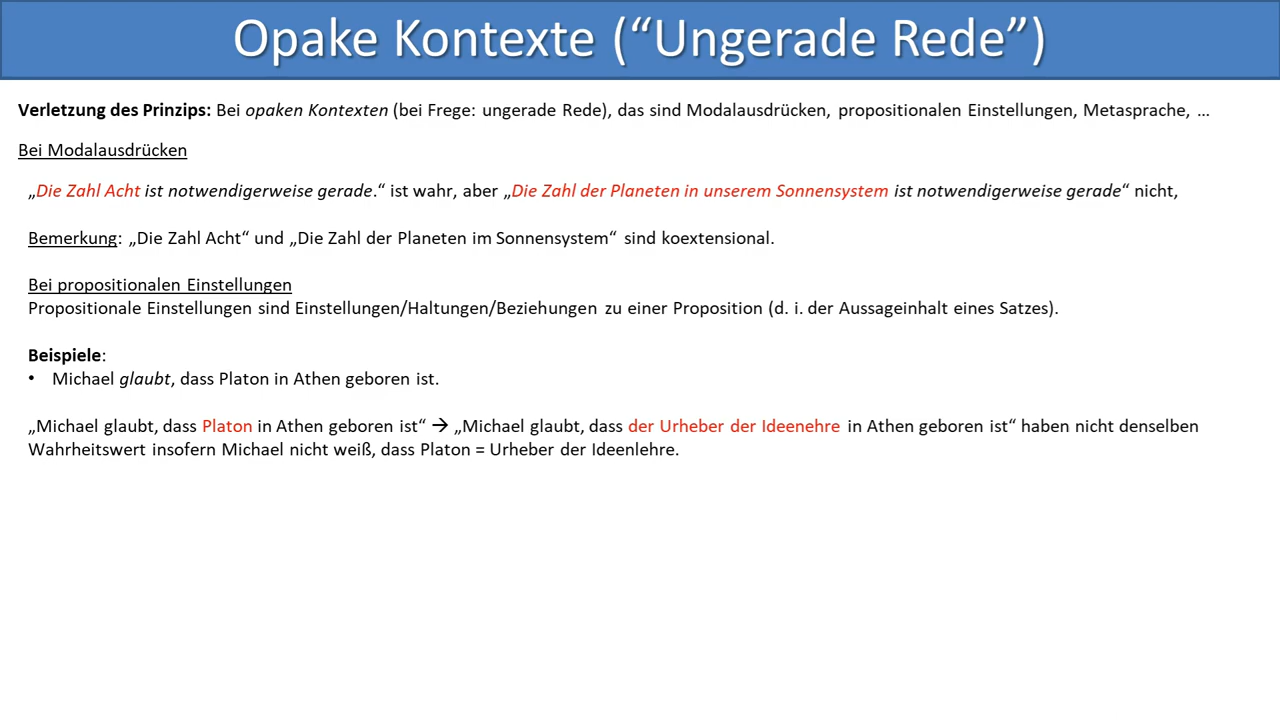 Opake Kontexte (“Ungerade Rede”)
Verletzung des Prinzips: Bei opaken Kontexten (bei Frege: ungerade Rede), das sind Modalausdrücken, propositionalen Einstellungen, Metasprache, ...
Bei Modalausdrücken
„Die Zahl Acht ist notwendigerweise gerade.“ ist wahr, aber „Die Zahl der Planeten in unserem Sonnensystem ist notwendigerweise gerade“ nicht,
Bemerkung: „Die Zahl Acht“ und „Die Zahl der Planeten im Sonnensystem“ sind koextensional.
Bei propositionalen Einstellungen
Propositionale Einstellungen sind Einstellungen/Haltungen/Beziehungen zu einer Proposition (d. i. der Aussageinhalt eines Satzes).
Beispiele:
• Michael glaubt, dass Platon in Athen geboren ist.
„Michael glaubt, dass Platon in Athen geboren ist“ → „Michael glaubt, dass der Urheber der Ideenehre in Athen geboren ist“ haben nicht denselben
Wahrheitswert insofern Michael nicht weiß, dass Platon = Urheber der Ideenlehre.